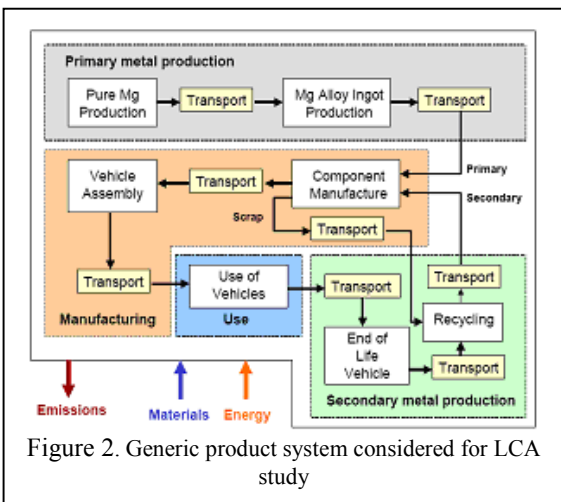 Primary metal production
Pure Mg
Production
Transport
Mg Alloy Ingot
Production
Transport
Primary
Secondary
Vehicle
Assembly
Transport
Component
Manufacture
Scrap
Transport
Transport
Use of
Vehicles
Manufacturing
Use
Transport
Transport
Recycling
End of
Life
Vehicle
Transport
Secondary metal production
Emissions
Materials
Energy
Figure 2. Generic product system considered for LCA
study